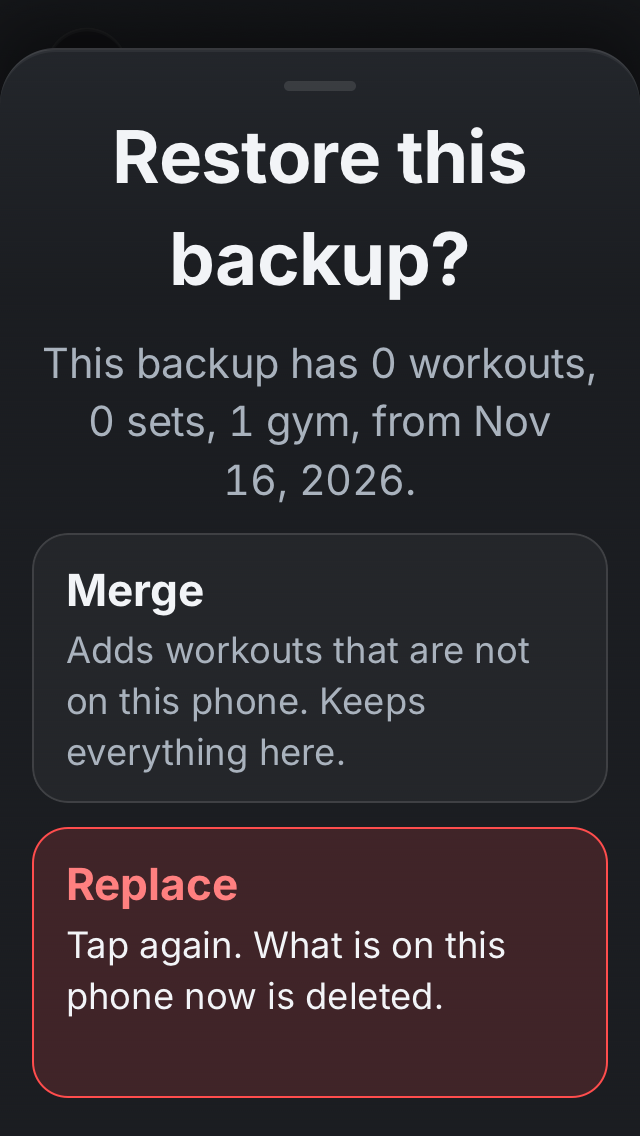 Restore this
backup?
This backup has 0 workouts,
0 sets, 1 gym, from Nov
16, 2026.
Merge
Adds workouts that are not
on this phone. Keeps
everything here.
Replace
Tap again. What is on this
phone now is deleted.